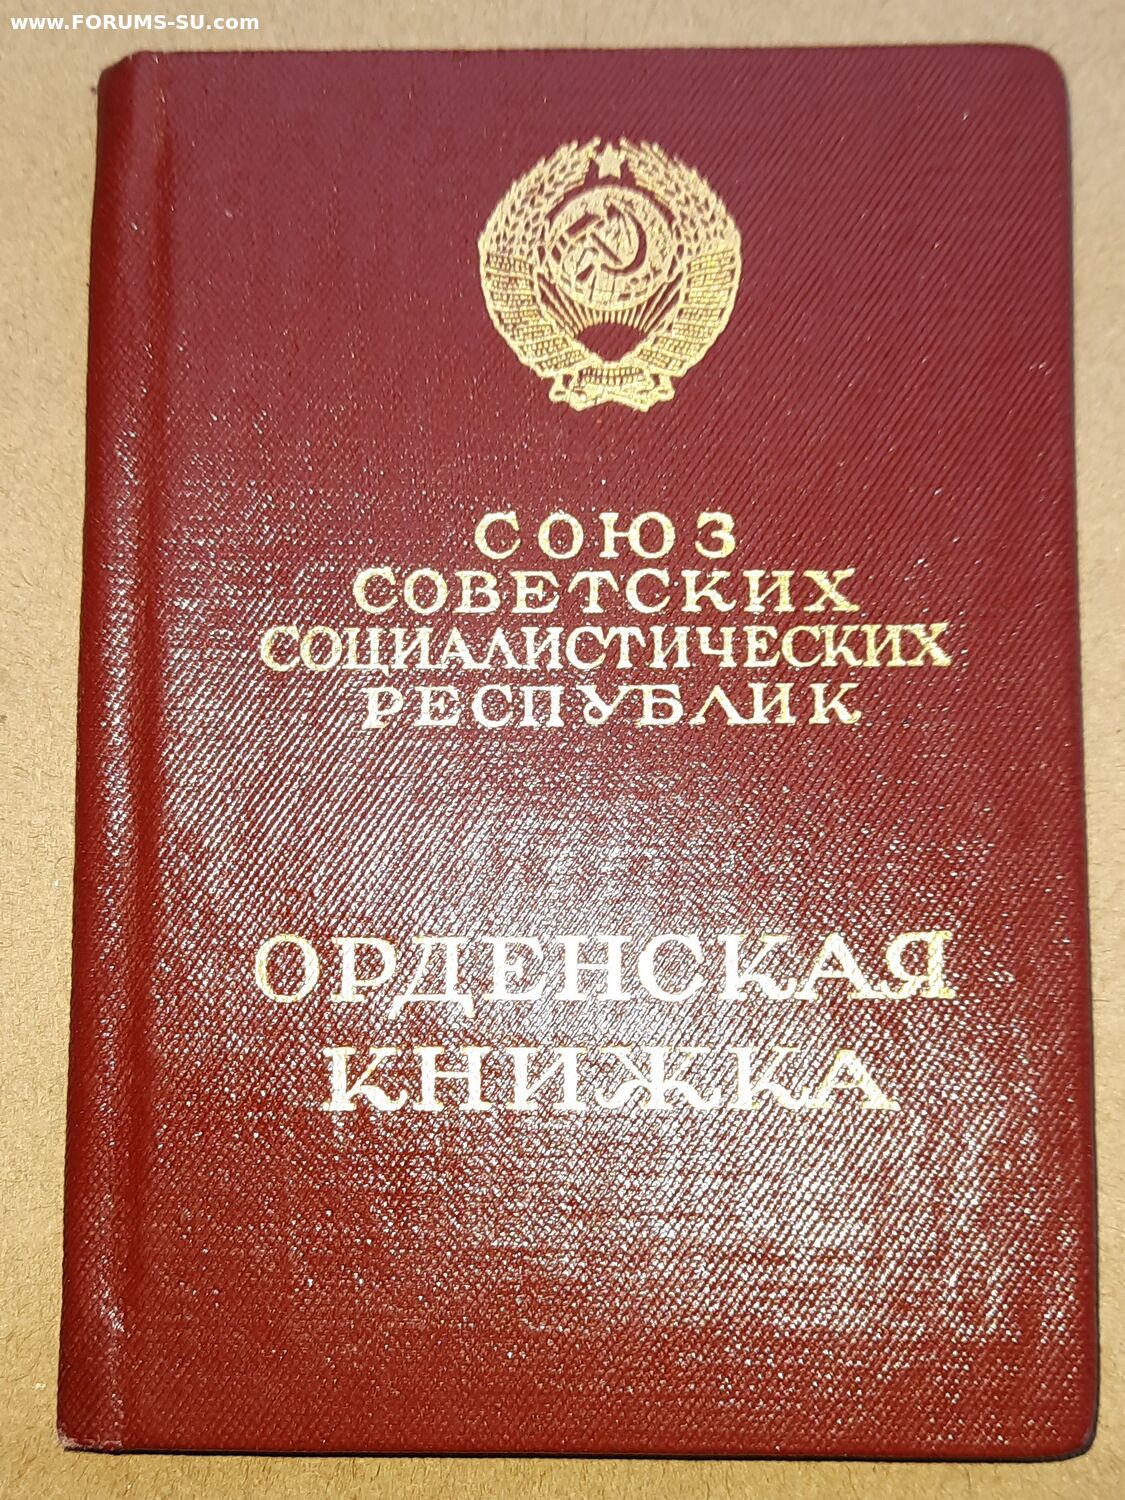 www.FORUMS-SU.com
СОЮЗ
СОВЕТСКИХ
СОЦИАЛИСТИЧЕСКИХ
РЕСПУБЛИК
ОРДЕНСКАЯ
КНИЖКА